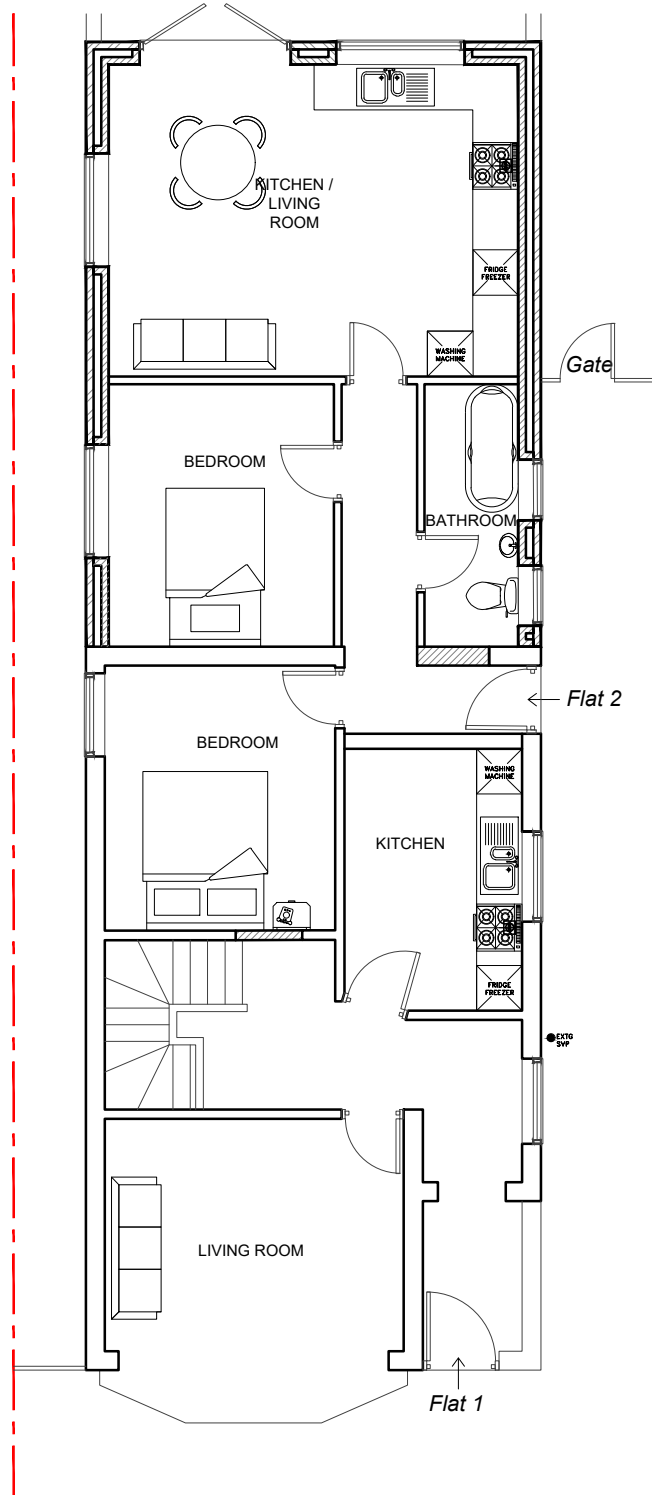 KITCHEN /
LIVING
ROOM
FRIDGE
FREEZER
WASHING
MACHINE
Gate
BEDROOM
BATHROOM
Flat 2
BEDROOM
WASHING
MACHINE
KITCHEN
FRIDGE
FREEZER
EXTG
SVP
LIVING ROOM
Flat 1